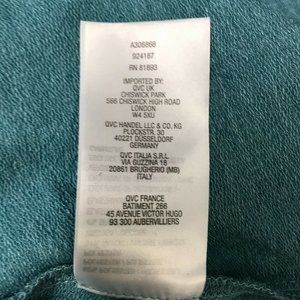 A306868
924187
RN 81893
IMPORTED BY:
QVC UK
CHISWICK PARK
566 CHISWICK HIGH ROAD
LONDON
W4 5XU
QVC HANDEL LLC & CO. KG
PLOCKSTR. 30
40221 DÜSSELDORF
GERMANY
QVC ITALIA S.R.L
VIA GUZZINA 18
20861 BRUGHERIO (MB)
ITALY
QVC FRANCE
BATIMENT 266
45 AVENUE VICTOR HUGO
93 300 AUBERVILLIERS